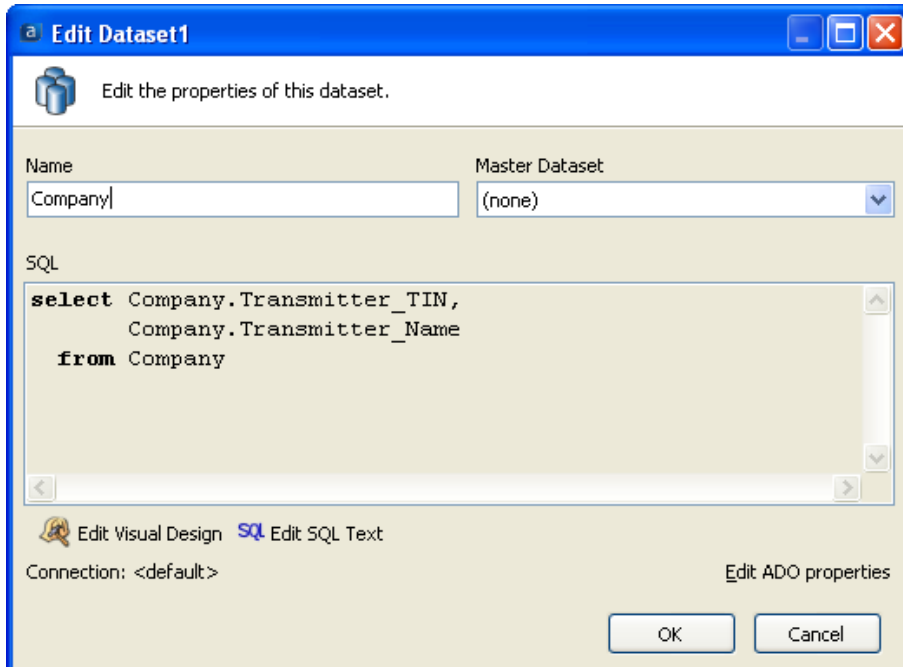 a Edit Dataset1
Edit the properties of this dataset.
Name
Master Dataset
Company
(none)
SQL
select Company.Transmitter_TIN,
Company.Transmitter_Name
from Company
Edit Visual Design SQL Edit SQL Text
Connection: <default>
Edit ADO properties
OK
Cancel